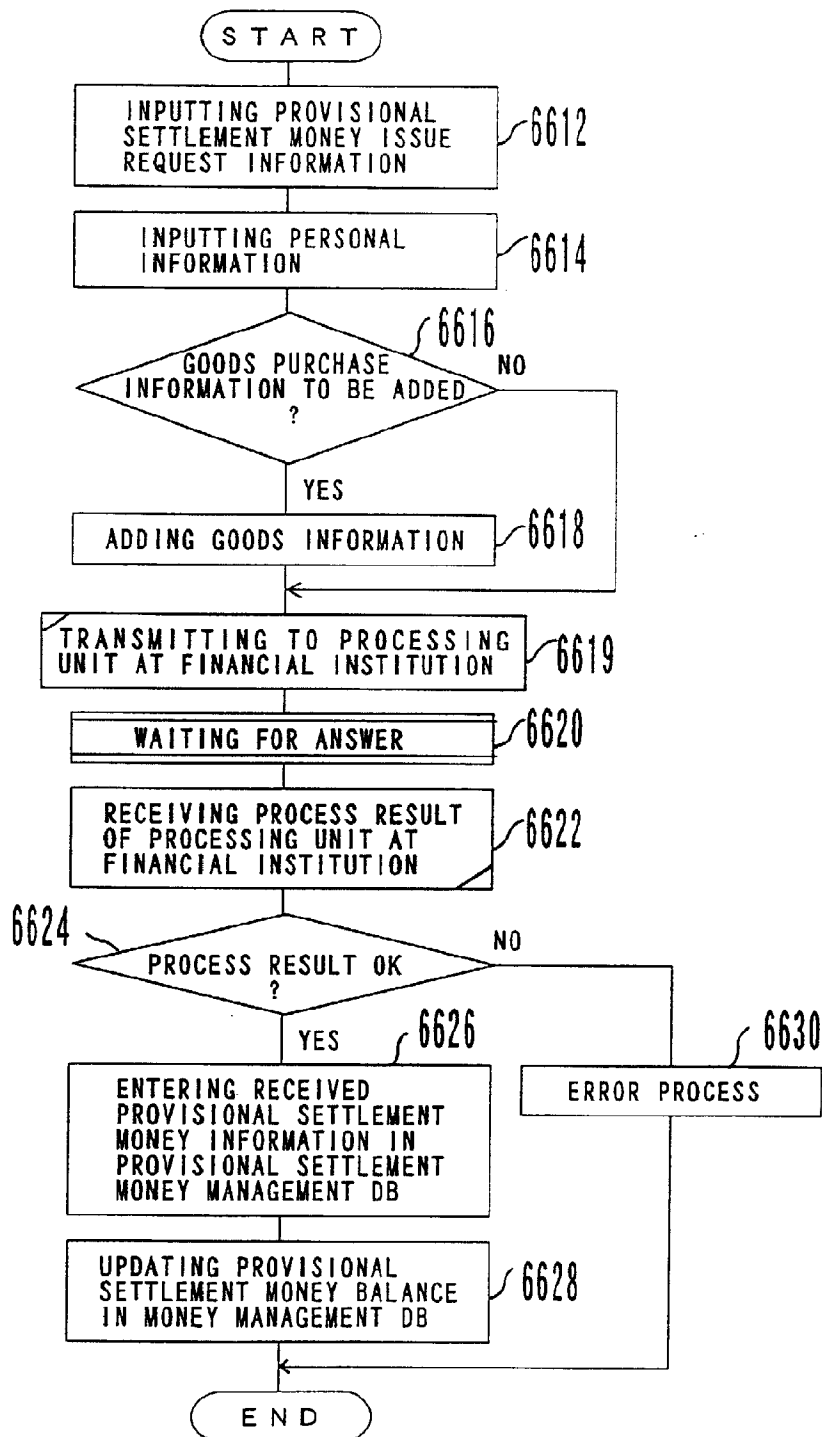 START
INPUTTING PROVISIONAL
SETTLEMENT MONEY ISSUE
REQUEST INFORMATION
6612
INPUTTING PERSONAL
INFORMATION
6614
6616
GOODS PURCHASE
INFORMATION TO BE ADDED
?
NO
YES
ADDING GOODS INFORMATION
6618
TRANSMITTING TO PROCESSING
UNIT AT FINANCIAL INSTITUTION
6619
WAITING FOR ANSWER
6620
RECEIVING PROCESS RESULT
OF PROCESSING UNIT AT
FINANCIAL INSTITUTION
6622
6624
PROCESS RESULT OK
?
NO
YES
6626
ENTERING RECEIVED
PROVISIONAL SETTLEMENT
MONEY INFORMATION IN
PROVISIONAL SETTLEMENT
MONEY MANAGEMENT DB
6630
ERROR PROCESS
UPDATING PROVISIONAL
SETTLEMENT MONEY BALANCE
IN MONEY MANAGEMENT DB
6628
END